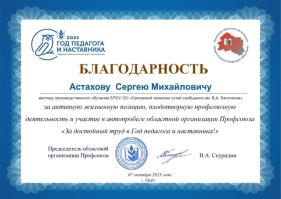 2023
ГОД ПЕДАГОГА
И НАСТАВНИКА
БЛАГОДАРНОСТЬ
Астахову Сергею Михайловичу
мастеру производственного обучения БПОУ ОО «Орловский техникум путей сообщения им. В.А. Лапочкина»
за активную жизненную позицию, плодотворную профсоюзную
деятельность и участие в автопробеге областной организации Профсоюза
«За достойный труд в Год педагога и наставника!»
Председатель областной
организации Профсоюза
В.А. Скуридин
07 октября 2023 года
г. Орёл